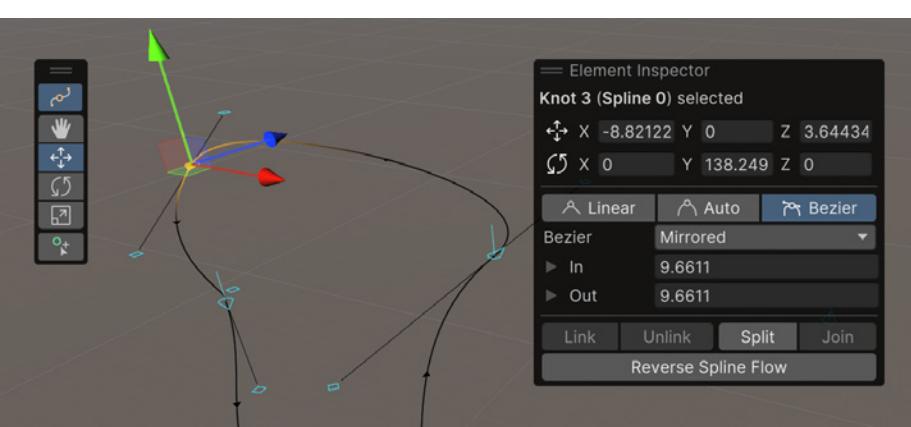 Element Inspector
Knot 3 (Spline 0) selected
X -8.82122 Y 0 Z 3.64434
X 0 Y 138.249 Z 0
Linear Auto Bezier
Bezier Mirrored
In 9.6611
Out 9.6611
Link Unlink Split Join
Reverse Spline Flow